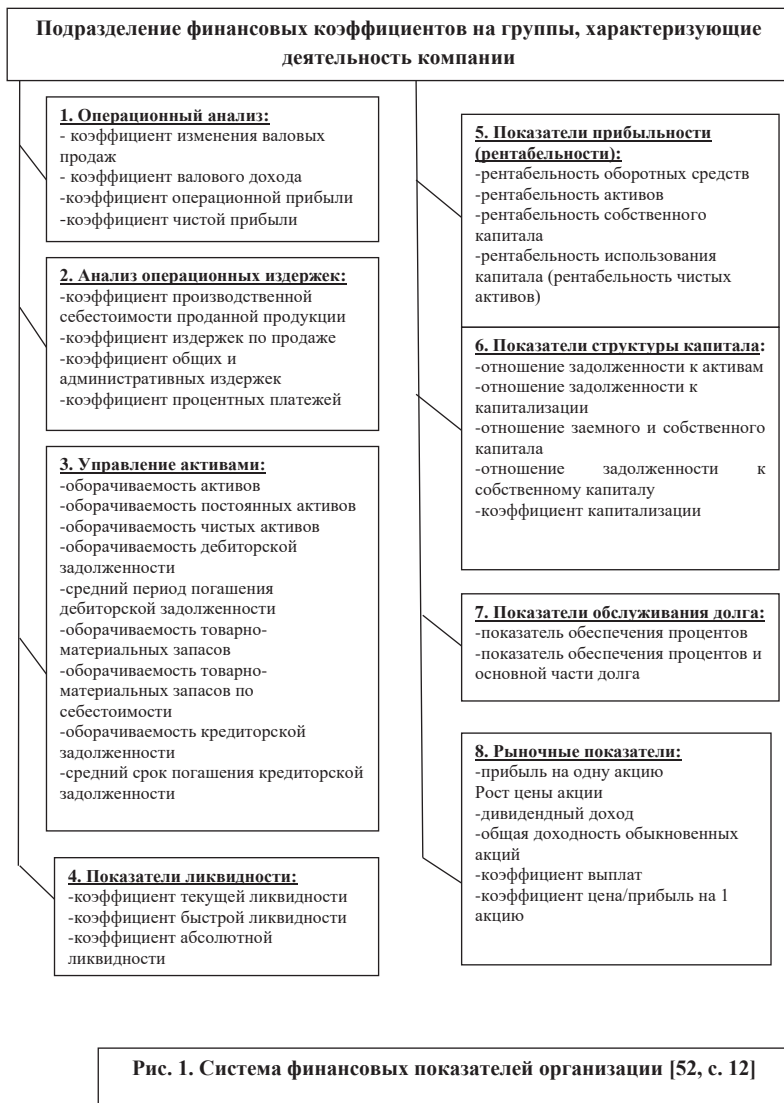 Подразделение финансовых коэффициентов на группы, характеризующие
деятельность компании
1. Операционный анализ:
- коэффициент изменения валовых
продаж
- коэффициент валового дохода
-коэффициент операционной прибыли
-коэффициент чистой прибыли
2. Анализ операционных издержек:
-коэффициент производственной
себестоимости проданной продукции
-коэффициент издержек по продаже
-коэффициент общих и
административных издержек
-коэффициент процентных платежей
3. Управление активами:
-оборачиваемость активов
-оборачиваемость постоянных активов
-оборачиваемость чистых активов
-оборачиваемость дебиторской
задолженности
-средний период погашения
дебиторской задолженности
-оборачиваемость товарно-
материальных запасов
-оборачиваемость товарно-
материальных запасов по
себестоимости
-оборачиваемость кредиторской
задолженности
-средний срок погашения кредиторской
задолженности
4. Показатели ликвидности:
-коэффициент текущей ликвидности
-коэффициент быстрой ликвидности
-коэффициент абсолютной
ликвидности
5. Показатели прибыльности
(рентабельности):
-рентабельность оборотных средств
-рентабельность активов
-рентабельность собственного
капитала
-рентабельность использования
капитала (рентабельность чистых
активов)
6. Показатели структуры капитала:
-отношение задолженности к активам
-отношение задолженности к
капитализации
-отношение заемного и собственного
капитала
-отношение задолженности к
собственному капиталу
-коэффициент капитализации
7. Показатели обслуживания долга:
-показатель обеспечения процентов
-показатель обеспечения процентов и
основной части долга
8. Рыночные показатели:
-прибыль на одну акцию
Рост цены акции
-дивидендный доход
-общая доходность обыкновенных
акций
-коэффициент выплат
-коэффициент цена/прибыль на 1
акцию
Рис. 1. Система финансовых показателей организации [52, с. 12]